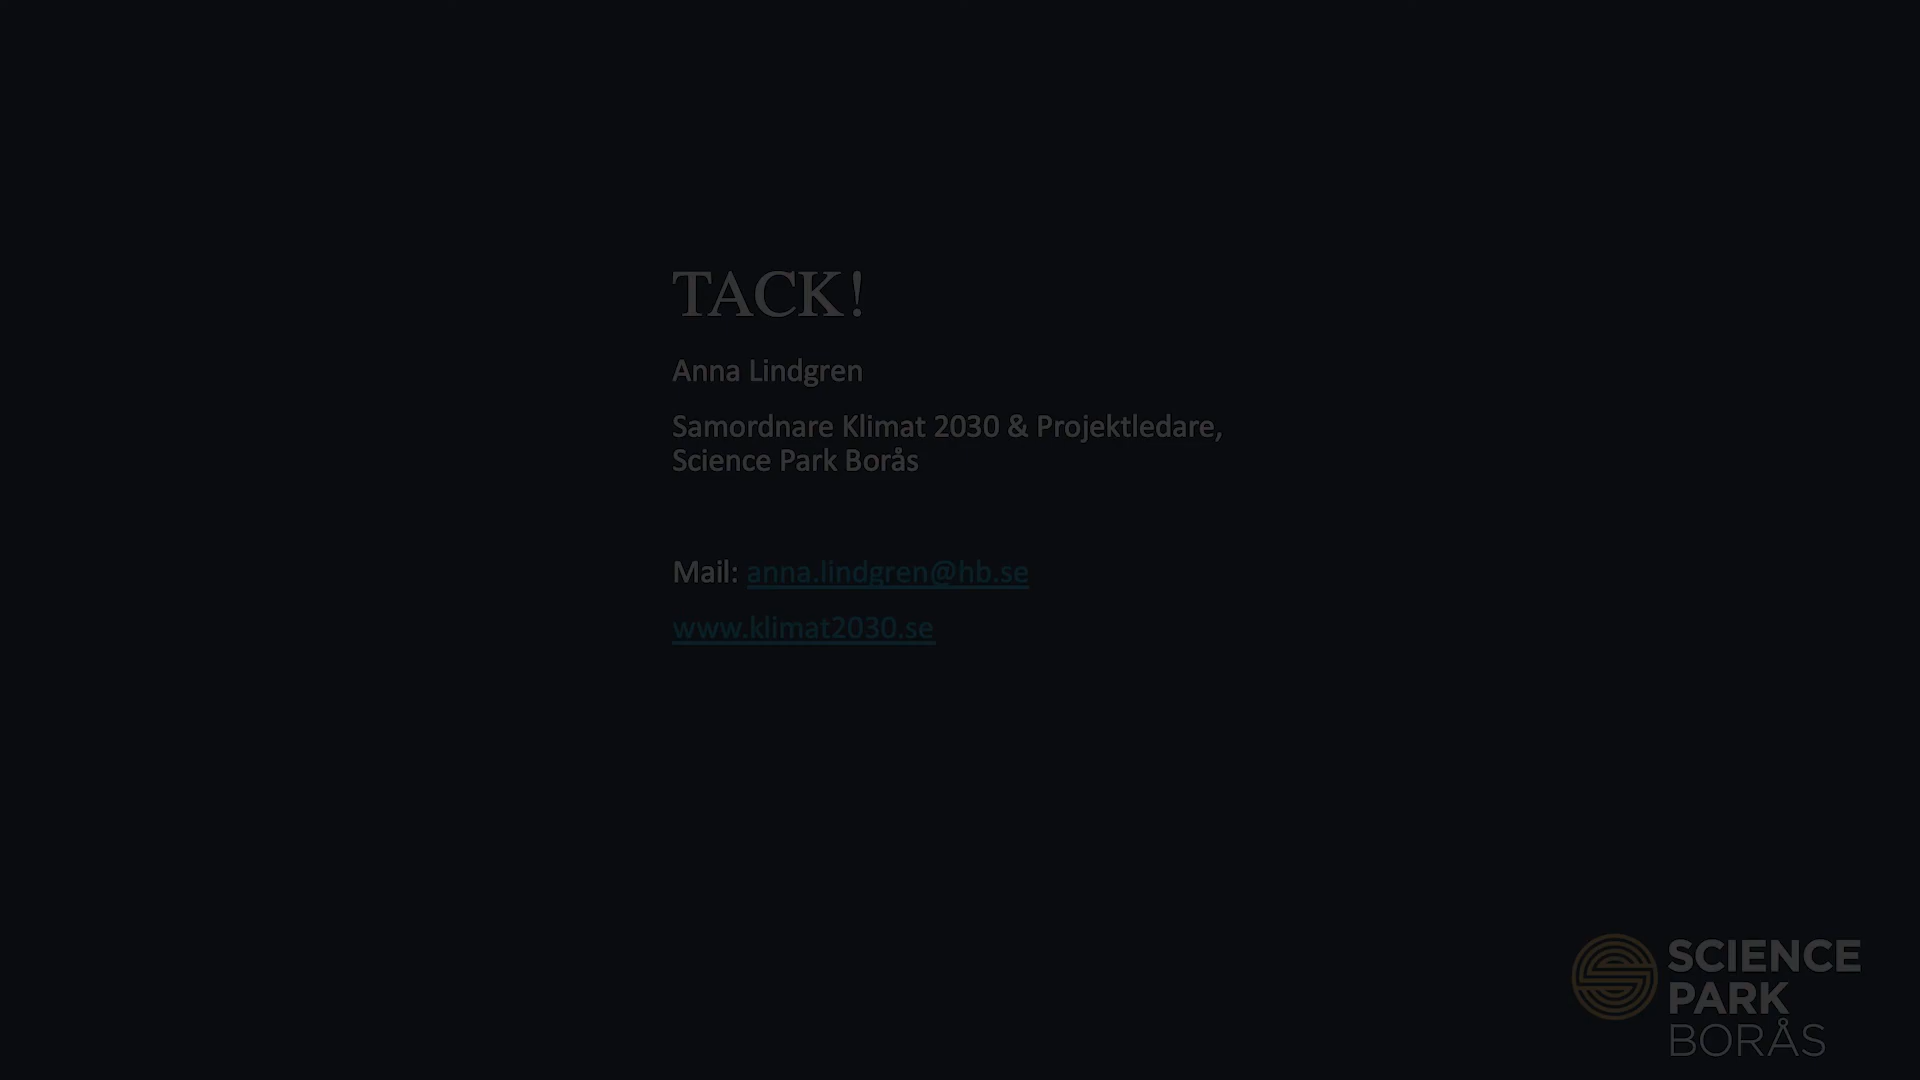 TACK!
Anna Lindgren
Samordnare Klimat 2030 & Projektledare,
Science Park Borås
Mail: anna.lindgren@hb.se
www.klimat2030.se
SCIENCE
PARK
BORÅS